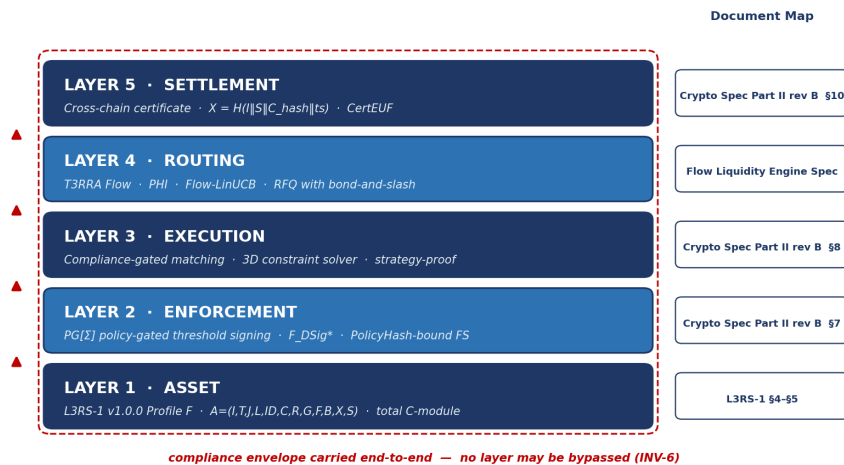 Document Map
LAYER 5 · SETTLEMENT
Cross-chain certificate · X = H(I‖S‖C_hash‖ts) · CertEUF
Crypto Spec Part II rev B §10
LAYER 4 · ROUTING
T3RRA Flow · PHI · Flow-LinUCB · RFQ with bond-and-slash
Flow Liquidity Engine Spec
LAYER 3 · EXECUTION
Compliance-gated matching · 3D constraint solver · strategy-proof
Crypto Spec Part II rev B §8
LAYER 2 · ENFORCEMENT
PG[Σ] policy-gated threshold signing · F_DSig* · PolicyHash-bound FS
Crypto Spec Part II rev B §7
LAYER 1 · ASSET
L3RS-1 v1.0.0 Profile F · A=(I,T,J,L,ID,C,R,G,F,B,X,S) · total C-module
L3RS-1 §4–§5
compliance envelope carried end-to-end — no layer may be bypassed (INV-6)